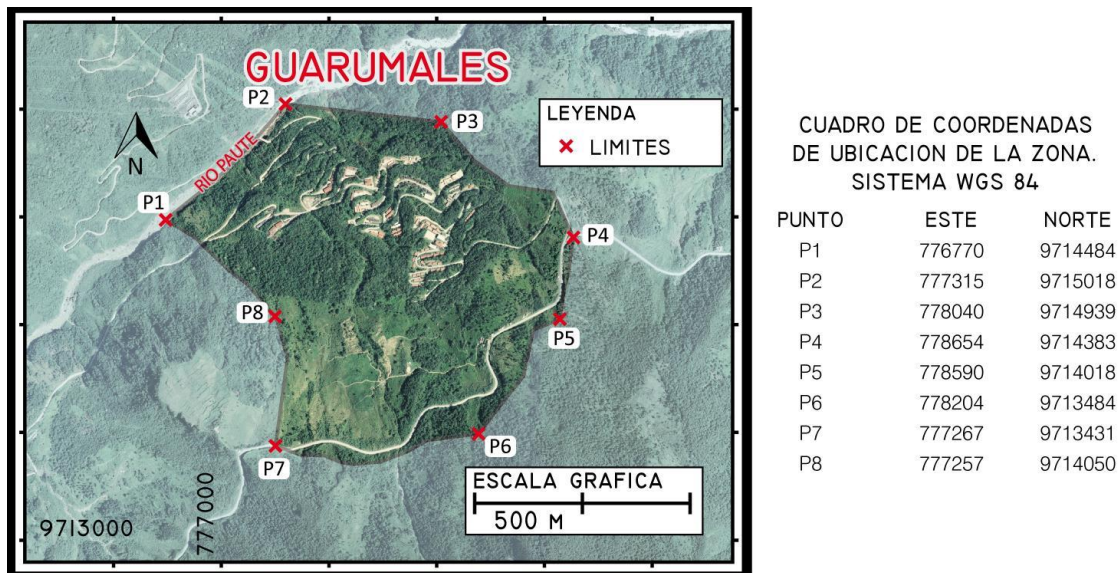 GUARUMALES
P2
P3
LEYENDA
LIMITES
N
RIO PAUTE
P1
P4
P8
P5
P7
P6
ESCALA GRAFICA
500 M
9713000
777000
CUADRO DE COORDENADAS
DE UBICACION DE LA ZONA.
SISTEMA WGS 84
PUNTO ESTE NORTE
P1 776770 9714484
P2 777315 9715018
P3 778040 9714939
P4 778654 9714383
P5 778590 9714018
P6 778204 9713484
P7 777267 9713431
P8 777257 9714050